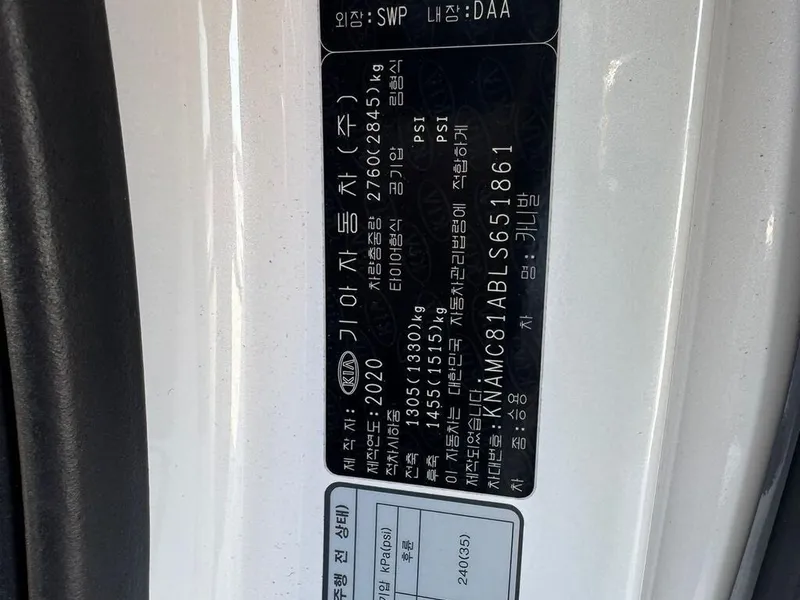 외장:SWP 내장:DAA
제 작 자: KIA 기 아 자 동 차 ( 주 )
제작연도:2020 차량총중량 2760(2845)kg
적차시하중 타이어형식 공기압 림형식
전축 1305(1330)kg PSI
후축 1455(1515)kg PSI
이 자동차는 대한민국 자동차관리법령에 적합하게
제작되었습니다.
차대번호:KNAMC81ABLS651861
차 종:승용 차 명: 카니발
주행 전 상태)
기압 kPa(psi)
후륜
240(35)